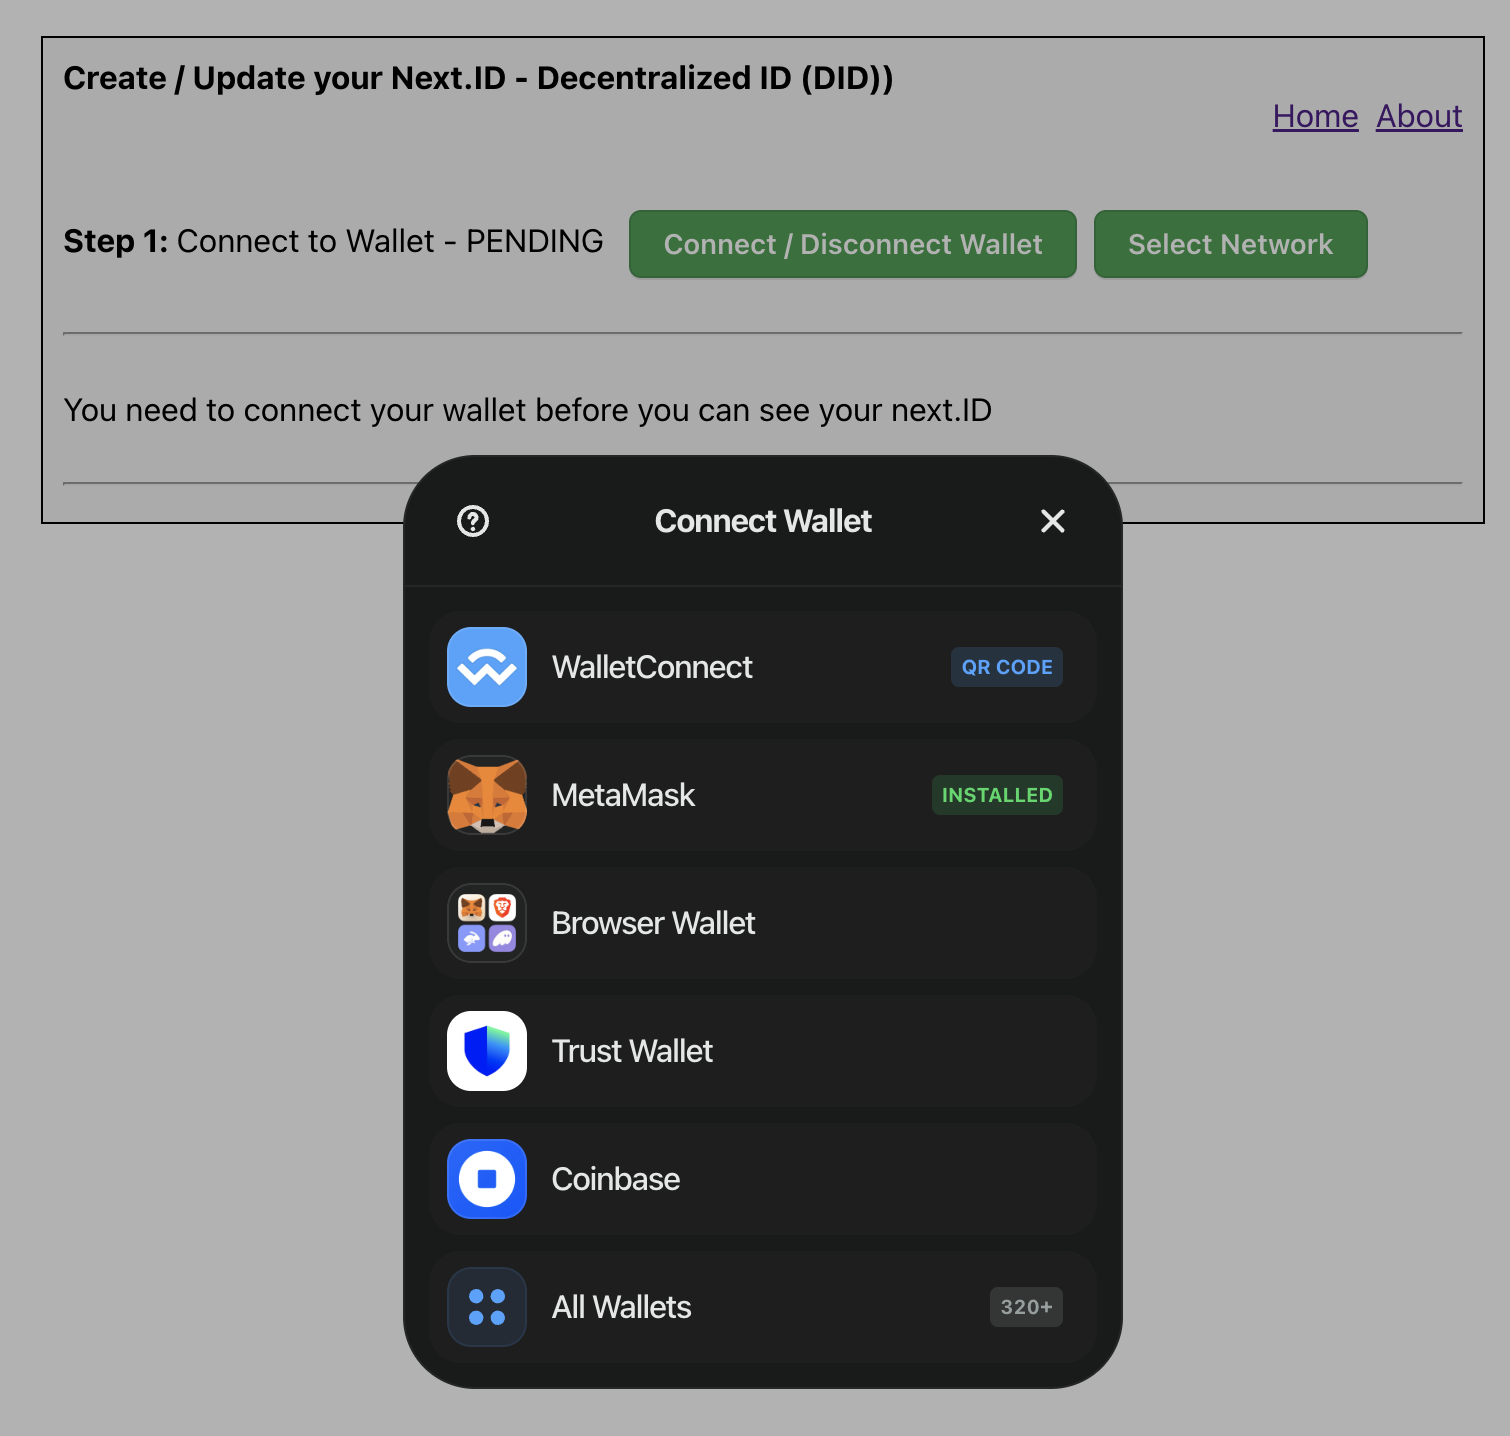 Create / Update your Next.ID - Decentralized ID (DID))
Home About
Step 1: Connect to Wallet - PENDING Connect / Disconnect Wallet Select Network
You need to connect your wallet before you can see your next.ID
Connect Wallet
WalletConnect QR CODE
MetaMask INSTALLED
Browser Wallet
Trust Wallet
Coinbase
All Wallets 320+